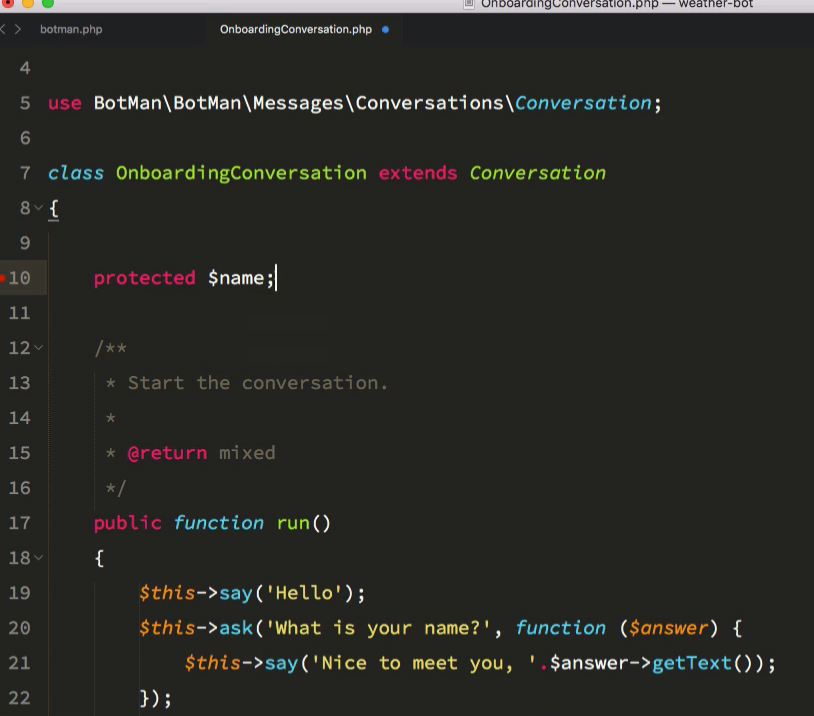 OnboardingConversation.php — weather-bot
botman.php
OnboardingConversation.php
4
5 use BotMan\BotMan\Messages\Conversations\Conversation;
6
7 class OnboardingConversation extends Conversation
8 {
9
10     protected $name;
11
12     /**
13      * Start the conversation.
14      *
15      * @return mixed
16      */
17     public function run()
18     {
19         $this->say('Hello');
20         $this->ask('What is your name?', function ($answer) {
21             $this->say('Nice to meet you, '.$answer->getText());
22         });